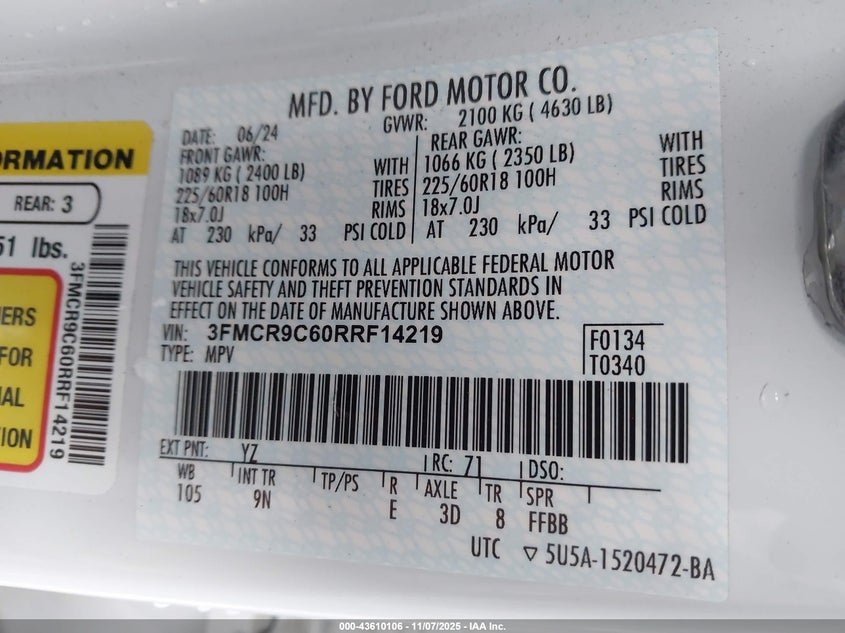 ORMATION
REAR: 3
51 lbs.
ERS
FOR
AL
ION
3FMCR9C60RRF14219
MFD. BY FORD MOTOR CO.
DATE: 06/24 GVWR: 2100 KG ( 4630 LB)
FRONT GAWR: REAR GAWR:
1089 KG ( 2400 LB) WITH 1066 KG ( 2350 LB) WITH
225/60R18 100H TIRES 225/60R18 100H TIRES
18x7.0J RIMS 18x7.0J RIMS
AT 230 kPa/ 33 PSI COLD AT 230 kPa/ 33 PSI COLD
THIS VEHICLE CONFORMS TO ALL APPLICABLE FEDERAL MOTOR
VEHICLE SAFETY AND THEFT PREVENTION STANDARDS IN
EFFECT ON THE DATE OF MANUFACTURE SHOWN ABOVE.
VIN: 3FMCR9C60RRF14219 F0134
TYPE: MPV T0340
EXT PNT: YZ RC: 71 DSO:
WB INT TR TP/PS R AXLE TR SPR
105 9N E 3D 8 FFBB
UTC ▽ 5U5A-1520472-BA
000-43610106 - 11/07/2025 - IAA Inc.